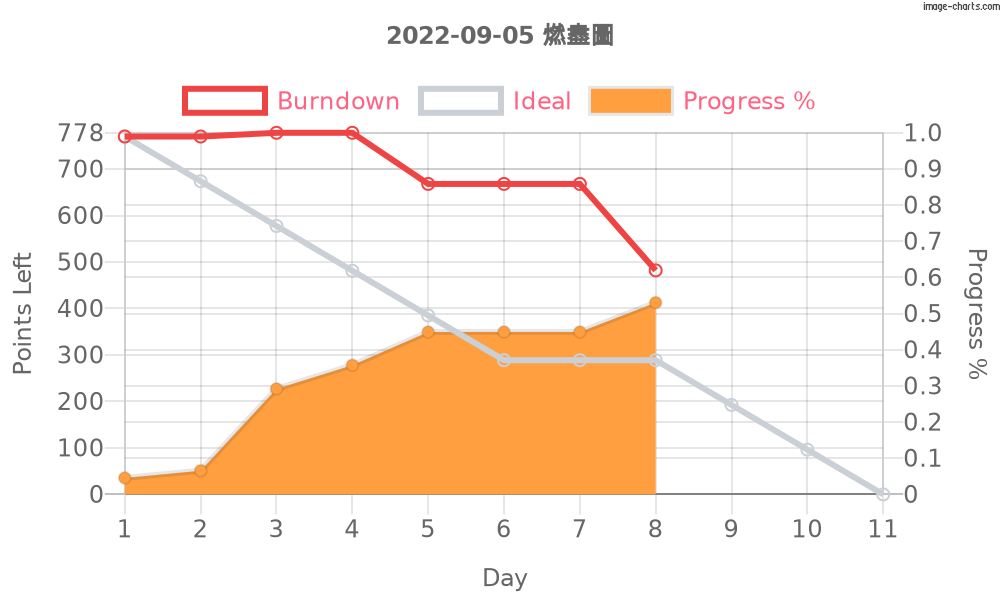 image-charts.com
2022-09-05 燃盡圖
Burndown Ideal Progress %
778 1.0
700 0.9
0.8
600
0.7
500 0.6
400 0.5
300 0.4
0.3
200 0.2
100 0.1
0 0
Points Left
Progress %
1 2 3 4 5 6 7 8 9 10 11
Day